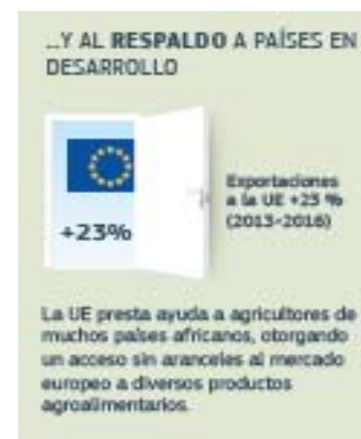 ...Y AL RESPALDO A PAÍSES EN
DESARROLLO
+23%
Exportaciones
a la UE +23 %
(2013-2016)
La UE presta ayuda a agricultores de
muchos países africanos, otorgando
un acceso sin aranceles al mercado
europeo a diversos productos
agroalimentarios.